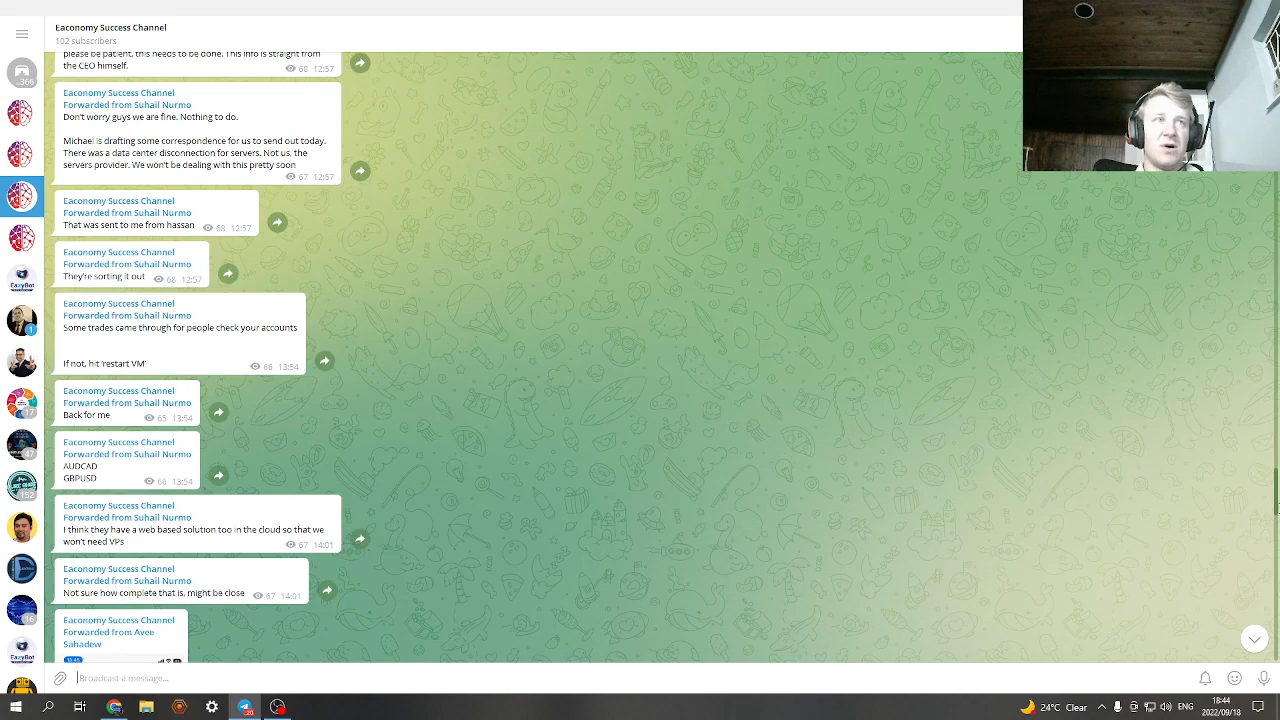 Eaconomy Success Channel
102 subscribers
please be patient, this needs to be done. This info is straight from
the CEO himself.
68 12:57
Eaconomy Success Channel
Forwarded from Suhail Nurmo
Don't worry guys we are fine. Nothing to do.
Michael is drafting some correspondence for us to send out today.
There was a data center disconnection for servers. Not us, the
servers provider. We won't be dealing with this pretty soon
67 12:57
Eaconomy Success Channel
Forwarded from Suhail Nurmo
That was sent to me from hassan
68 12:57
Eaconomy Success Channel
Forwarded from Suhail Nurmo
They're sorting it out
68 12:57
Eaconomy Success Channel
Forwarded from Suhail Nurmo
Some trades came through for people check your accounts
If not, hit 'restart VM'
66 13:54
Eaconomy Success Channel
Forwarded from Suhail Nurmo
Back for me
65 13:54
Eaconomy Success Channel
Forwarded from Suhail Nurmo
AUDCAD
GBPUSD
66 13:54
Eaconomy Success Channel
Forwarded from Suhail Nurmo
I think they have a web based solution too in the cloud so that we
won't need VPs
67 14:01
Eaconomy Success Channel
Forwarded from Suhail Nurmo
Not sure how complete that is, might be close
67 14:01
Eaconomy Success Channel
Forwarded from Avee
Sahadew
Broadcast a message...
...366
EazyBot
1
17
47
152
16
EazyBot
24°C Clear
ENG
18:44
2022/09/18